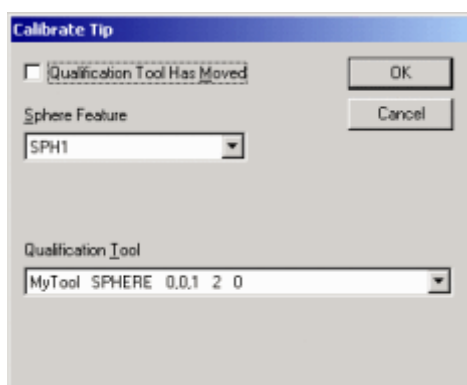 Calibrate Tip
Qualification Tool Has Moved
OK
Sphere Feature
Cancel
SPH1
Qualification Tool
MyTool SPHERE 0,0,1 2 0